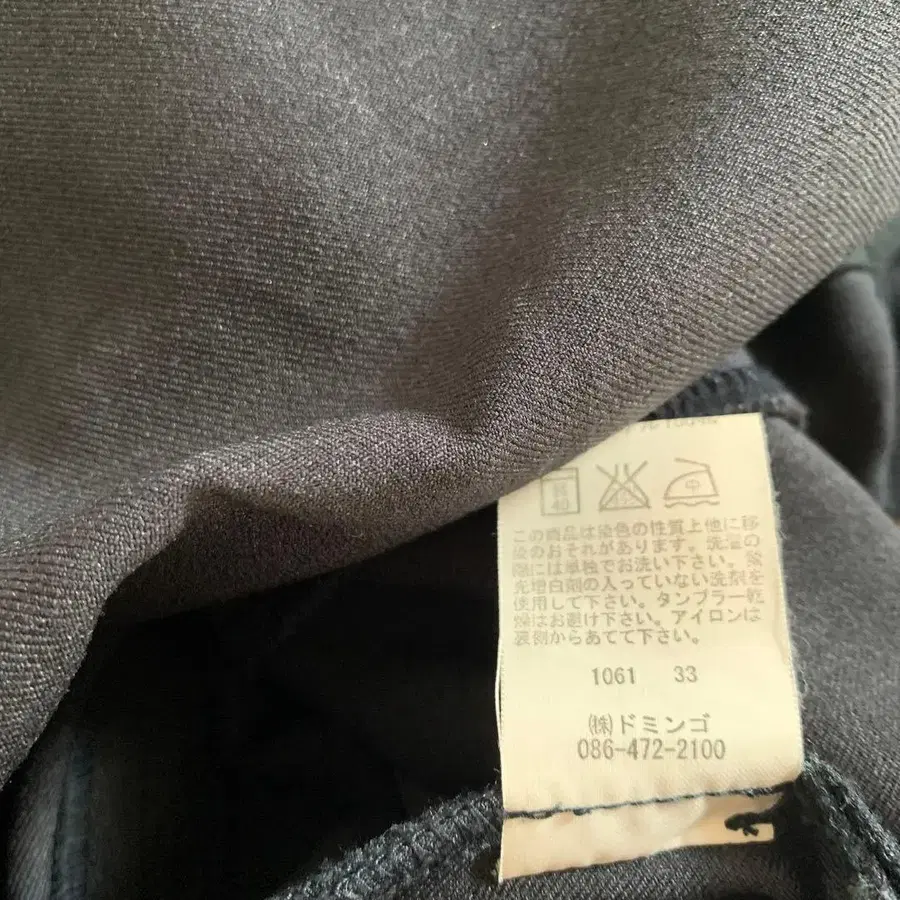 弱 40
中
この商品は染色の性質上他に移
染のおそれがあります。洗濯の
際には単独でお洗い下さい。蛍
光増白剤の入っていない洗剤を
使用して下さい。タンブラー乾
燥はお避け下さい。アイロンは
裏側からあてて下さい。
1061 33
㈱ドミンゴ
086-472-2100